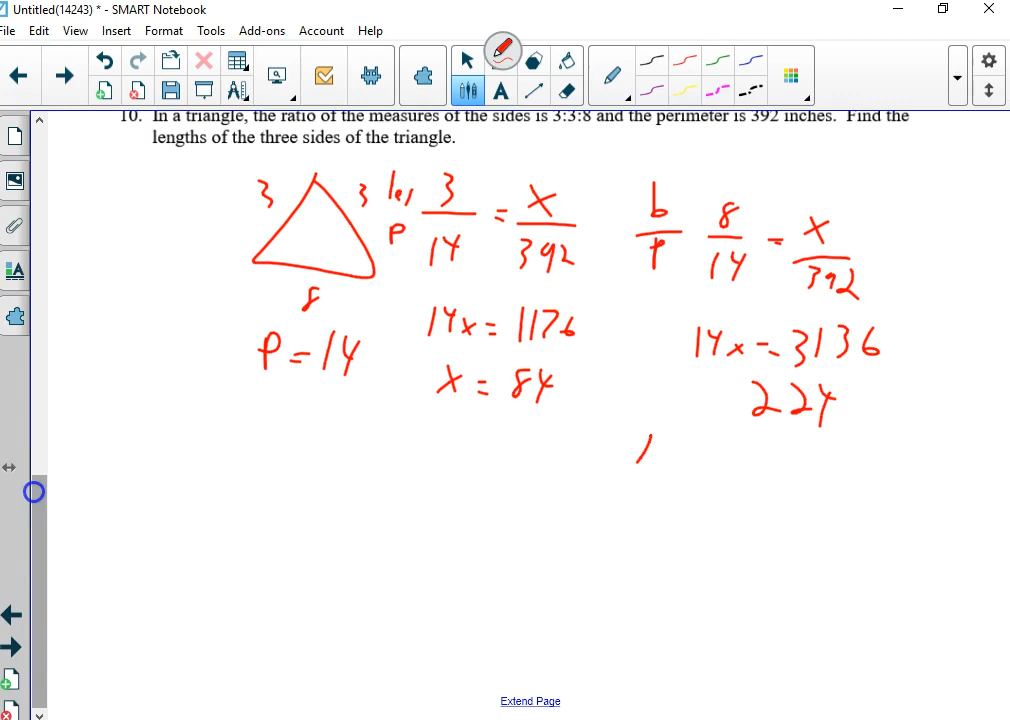 Untitled(14243) * - SMART Notebook
File Edit View Insert Format Tools Add-ons Account Help
10. In a triangle, the ratio of the measures of the sides is 3:3:8 and the perimeter is 392 inches. Find the
lengths of the three sides of the triangle.
3 3
8
P = 14
leg 3 = x
P 14 392
14x = 1176
x = 84
b 8 = x
P 14 392
14x = 3136
224
Extend Page